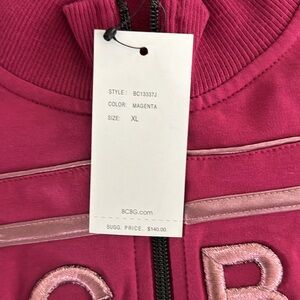 STYLE: BC13337J
COLOR: MAGENTA
SIZE: XL
BCBG.com
SUGG. PRICE: $140.00
C B